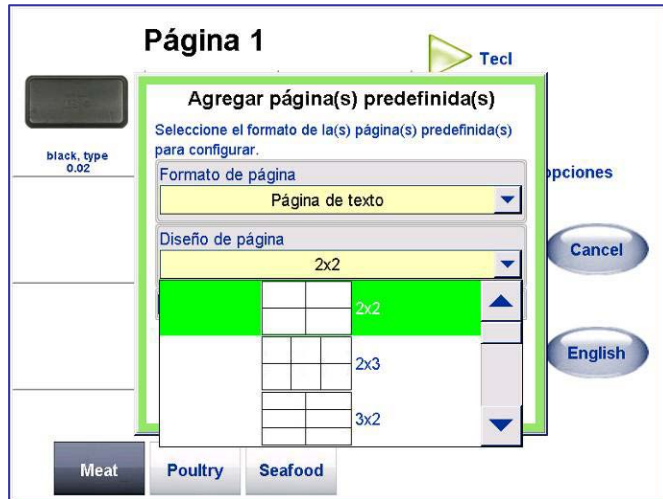 Página 1
Tecl
Agregar página(s) predefinida(s)
Seleccione el formato de la(s) página(s) predefinida(s)
para configurar.
black, type
0.02
Formato de página
Página de texto
opciones
Diseño de página
2x2
Cancel
2x2
2x3
English
3x2
Meat
Poultry
Seafood